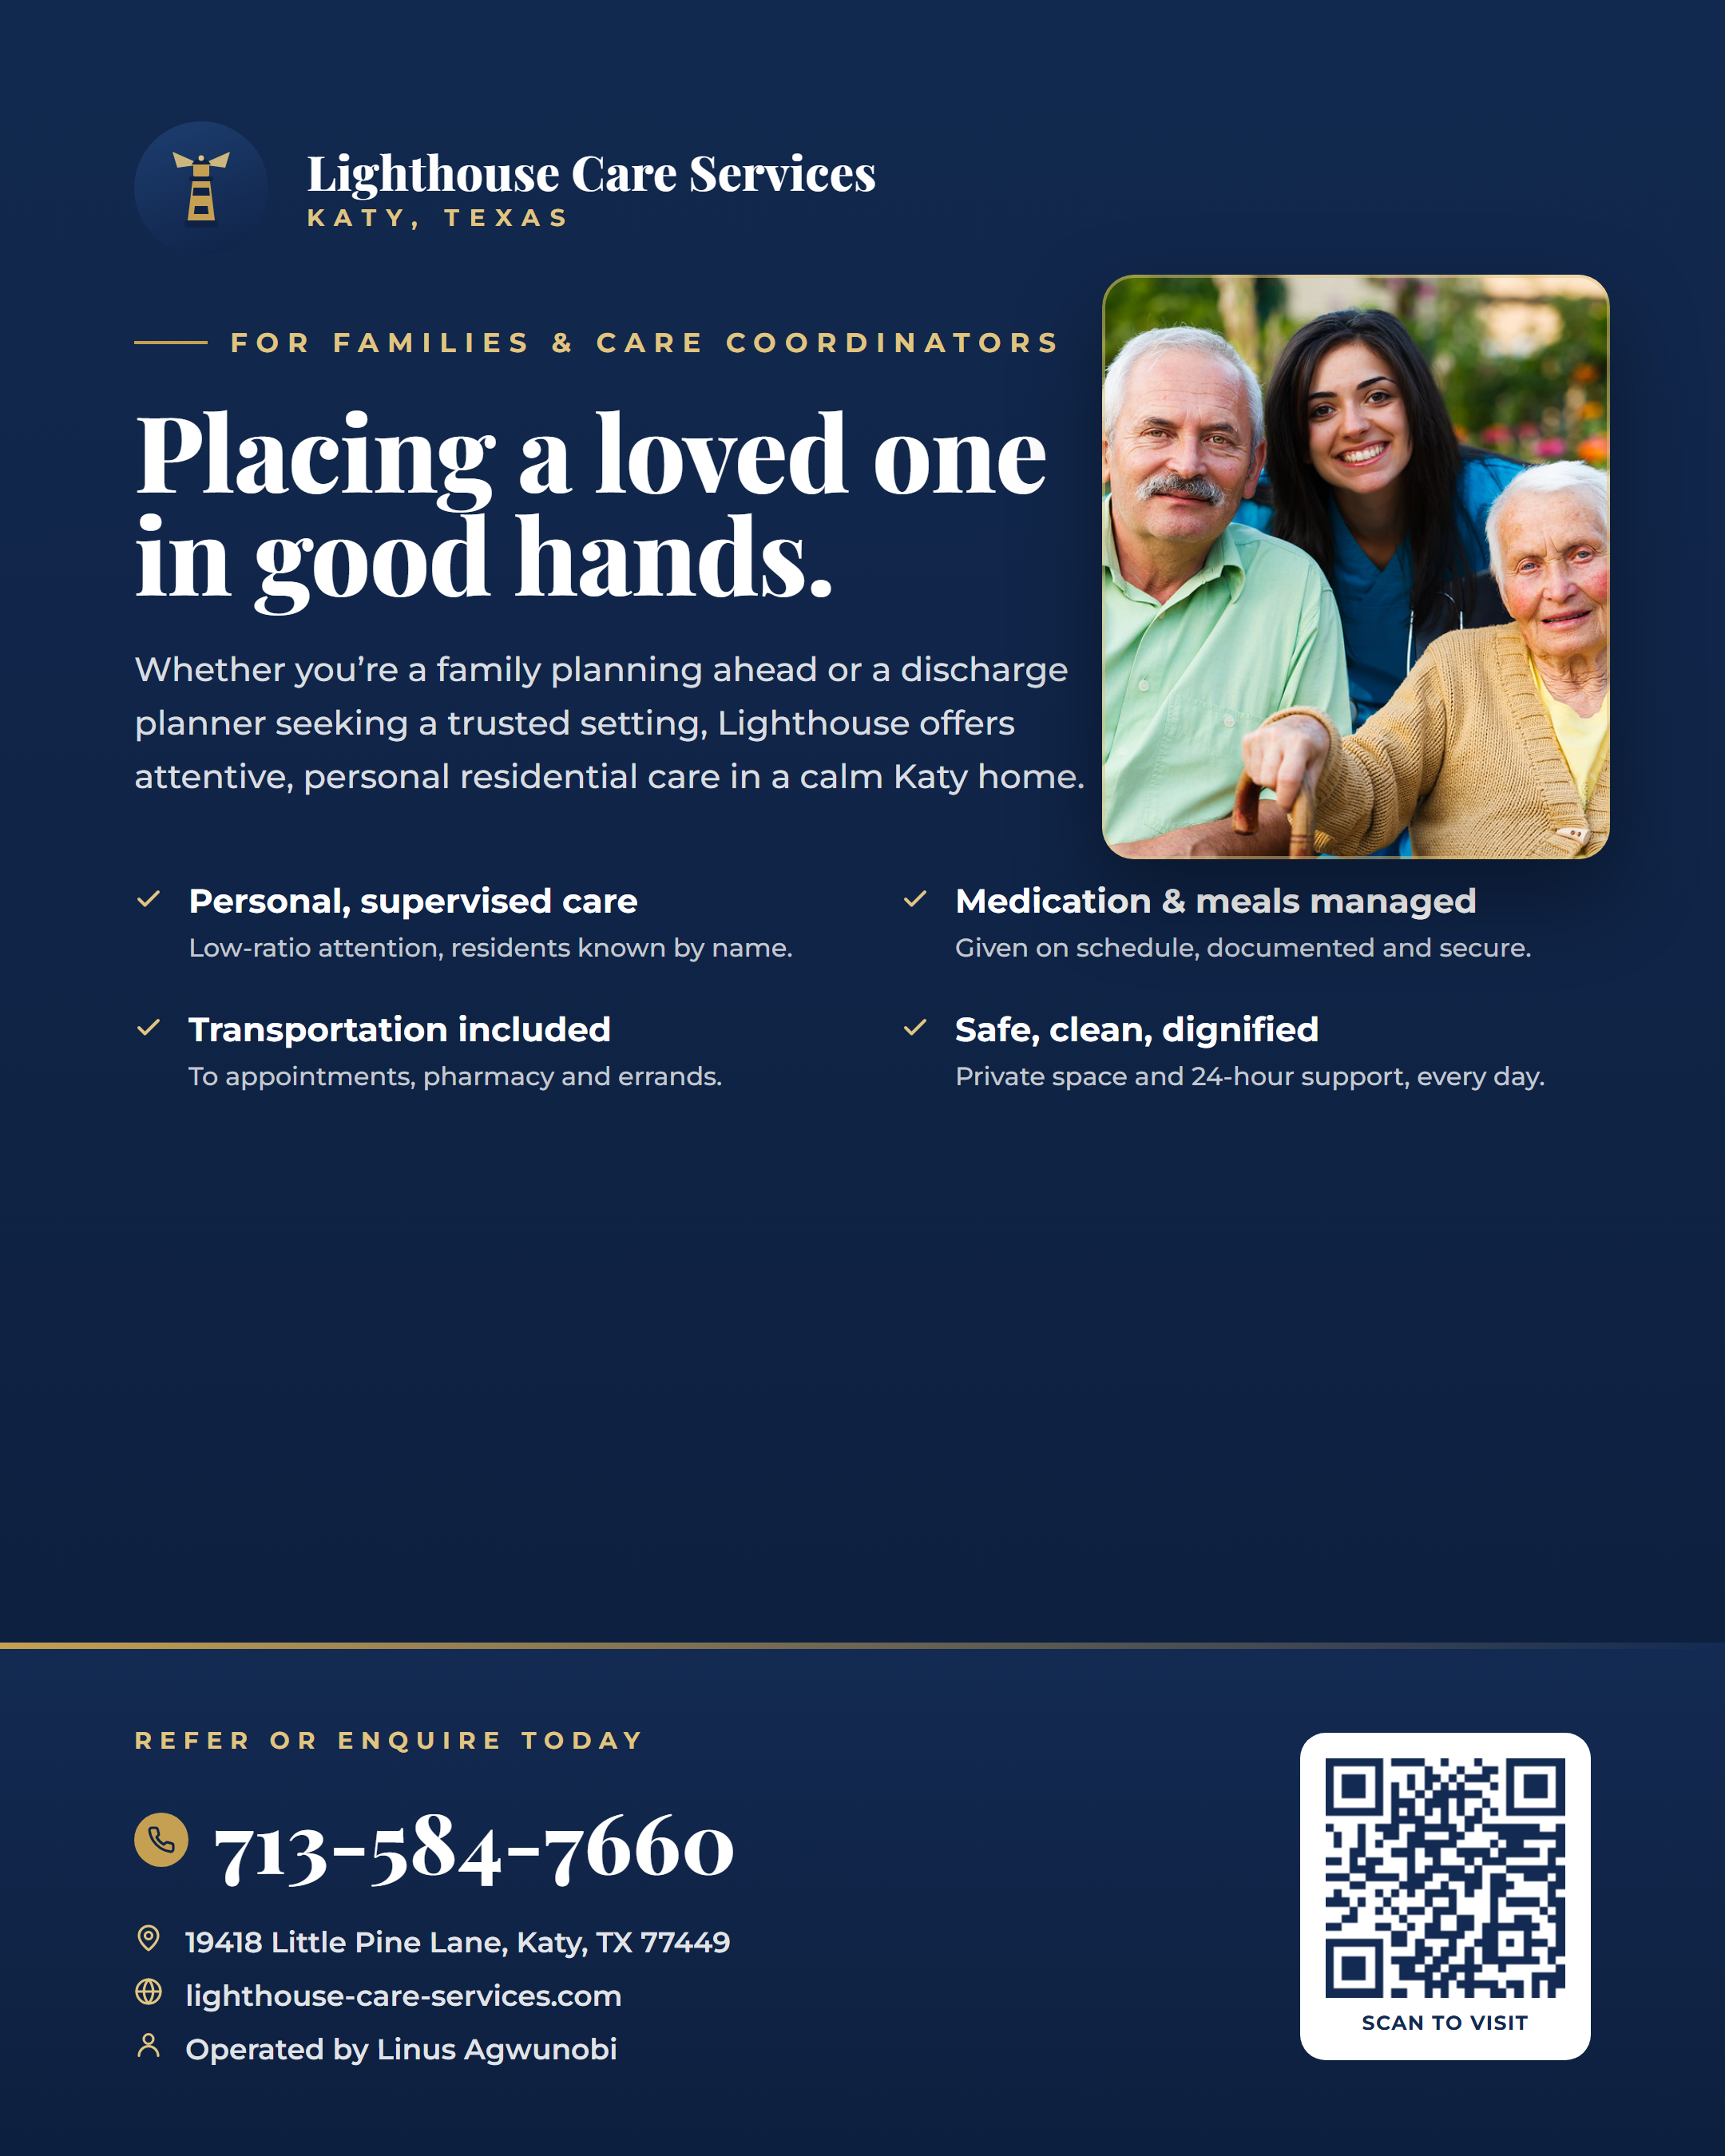 Lighthouse Care Services
KATY, TEXAS
FOR FAMILIES & CARE COORDINATORS
Placing a loved one
in good hands.
Whether you’re a family planning ahead or a discharge
planner seeking a trusted setting, Lighthouse offers
attentive, personal residential care in a calm Katy home.
Personal, supervised care
Low-ratio attention, residents known by name.
Medication & meals managed
Given on schedule, documented and secure.
Transportation included
To appointments, pharmacy and errands.
Safe, clean, dignified
Private space and 24-hour support, every day.
REFER OR ENQUIRE TODAY
713-584-7660
19418 Little Pine Lane, Katy, TX 77449
lighthouse-care-services.com
Operated by Linus Agwunobi
SCAN TO VISIT